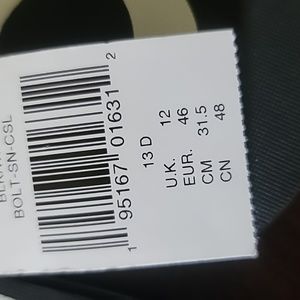 BOLT-SN-CSL
1 95167 01631 2
13 D
U.K. 12
EUR. 46
CM 31.5
CN 48